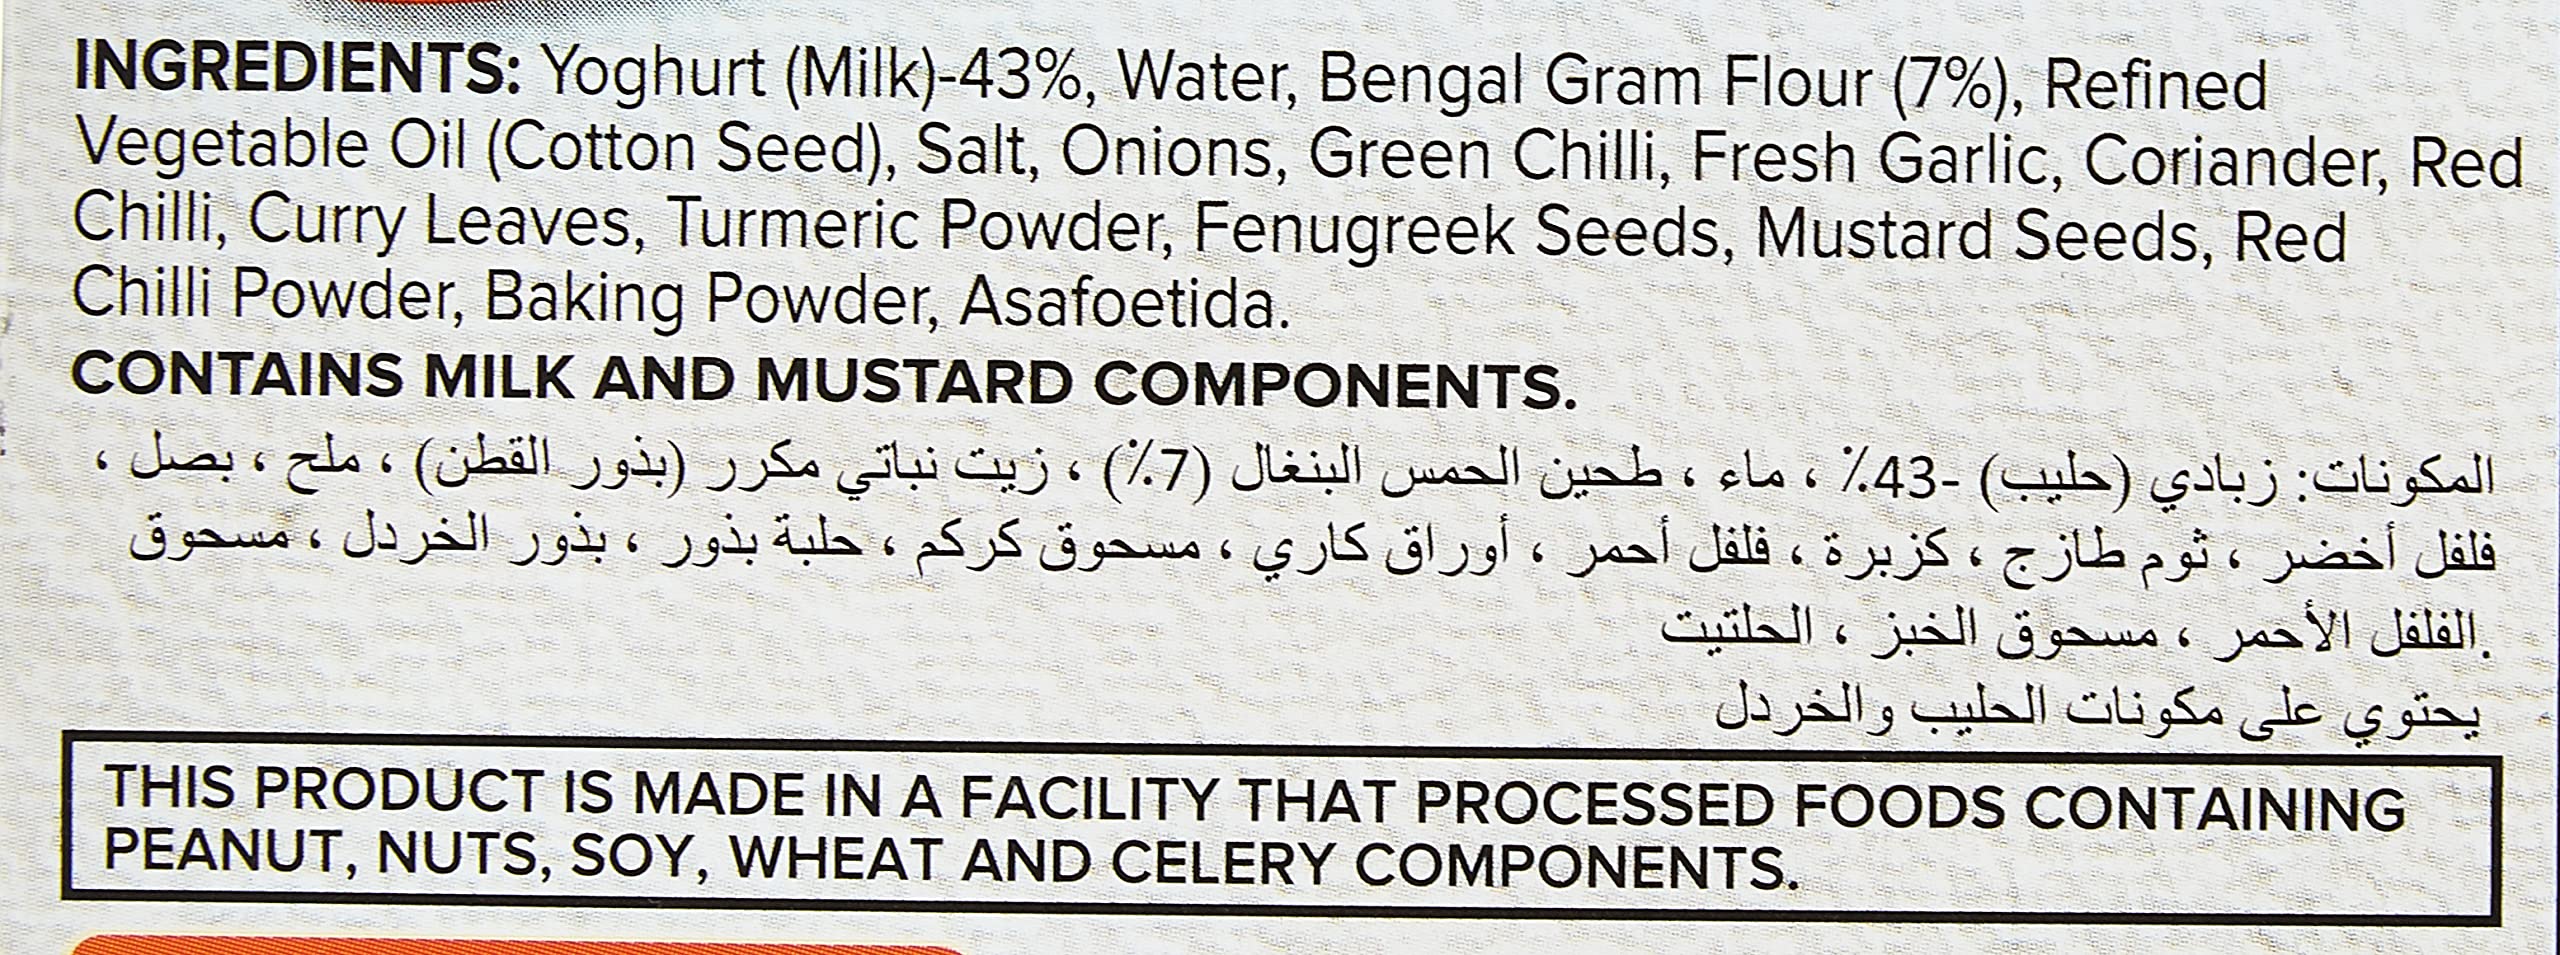 INGREDIENTS: Yoghurt (Milk)-43%, Water, Bengal Gram Flour (7%), Refined
Vegetable Oil (Cotton Seed), Salt, Onions, Green Chilli, Fresh Garlic, Coriander, Red
Chilli, Curry Leaves, Turmeric Powder, Fenugreek Seeds, Mustard Seeds, Red
Chilli Powder, Baking Powder, Asafoetida.
CONTAINS MILK AND MUSTARD COMPONENTS.
المكونات: زبادي (حليب) -43٪ ، ماء ، طحين الحمس البنغال (7٪) ، زيت نباتي مكرر (بذور القطن) ، ملح ، بصل ،
فلفل أخضر ، ثوم طازج ، كزبرة ، فلفل أحمر ، أوراق كاري ، مسحوق كركم ، حلبة بذور ، بذور الخردل ، مسحوق
.الفلفل الأحمر ، مسحوق الخبز ، الحلتيت
يحتوي على مكونات الحليب والخردل
THIS PRODUCT IS MADE IN A FACILITY THAT PROCESSED FOODS CONTAINING
PEANUT, NUTS, SOY, WHEAT AND CELERY COMPONENTS.